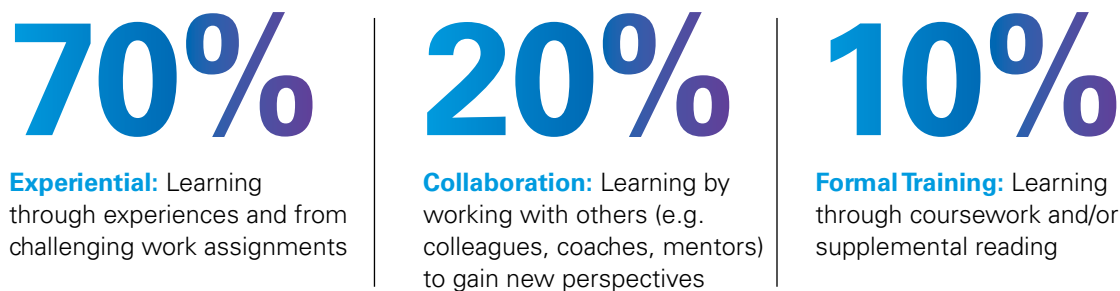 70%
Experiential: Learning
through experiences and from
challenging work assignments
20%
Collaboration: Learning by
working with others (e.g.
colleagues, coaches, mentors)
to gain new perspectives
10%
Formal Training: Learning
through coursework and/or
supplemental reading